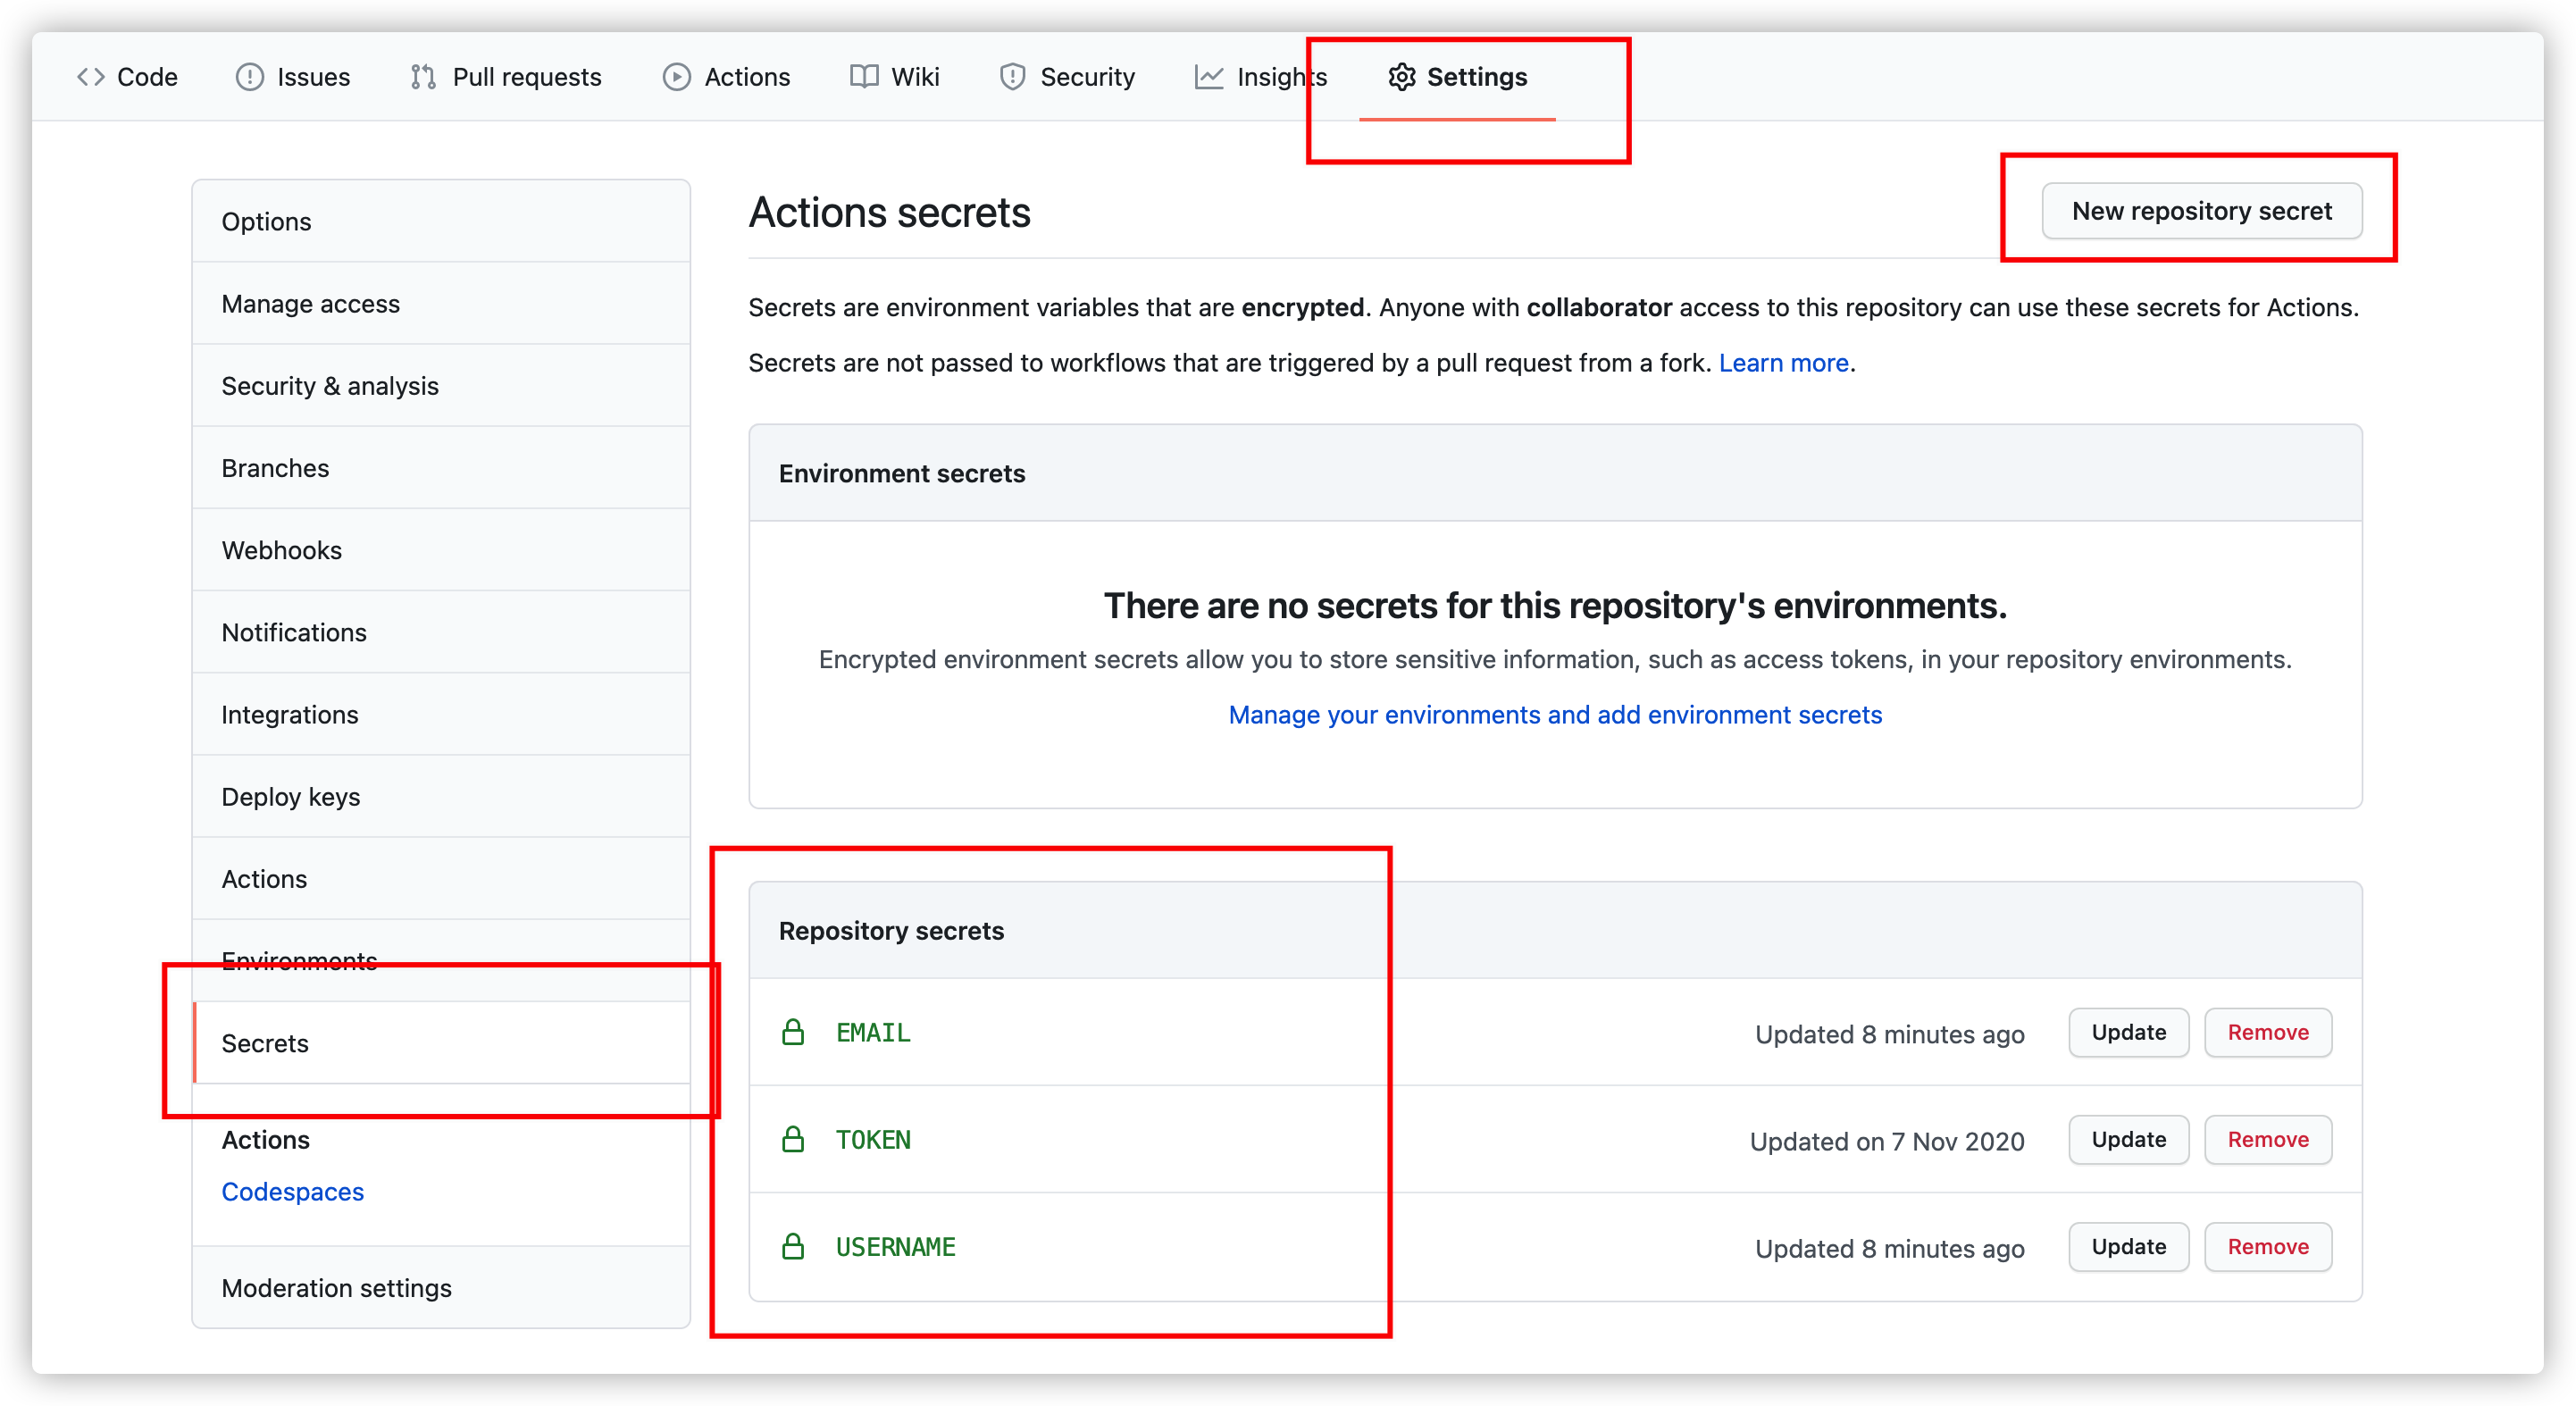 Code Issues Pull requests Actions Wiki Security Insights Settings
Options
Manage access
Security & analysis
Branches
Webhooks
Notifications
Integrations
Deploy keys
Actions
Environments
Secrets
Actions
Codespaces
Moderation settings
Actions secrets
New repository secret
Secrets are environment variables that are encrypted. Anyone with collaborator access to this repository can use these secrets for Actions.
Secrets are not passed to workflows that are triggered by a pull request from a fork. Learn more.
Environment secrets
There are no secrets for this repository's environments.
Encrypted environment secrets allow you to store sensitive information, such as access tokens, in your repository environments.
Manage your environments and add environment secrets
Repository secrets
EMAIL Updated 8 minutes ago Update Remove
TOKEN Updated on 7 Nov 2020 Update Remove
USERNAME Updated 8 minutes ago Update Remove